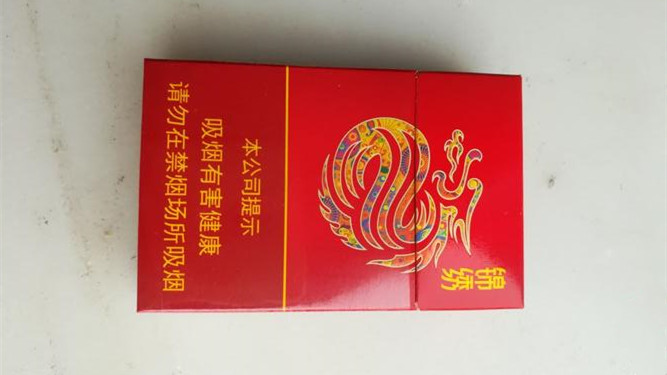 锦绣
本公司提示
吸烟有害健康
请勿在禁烟场所吸烟